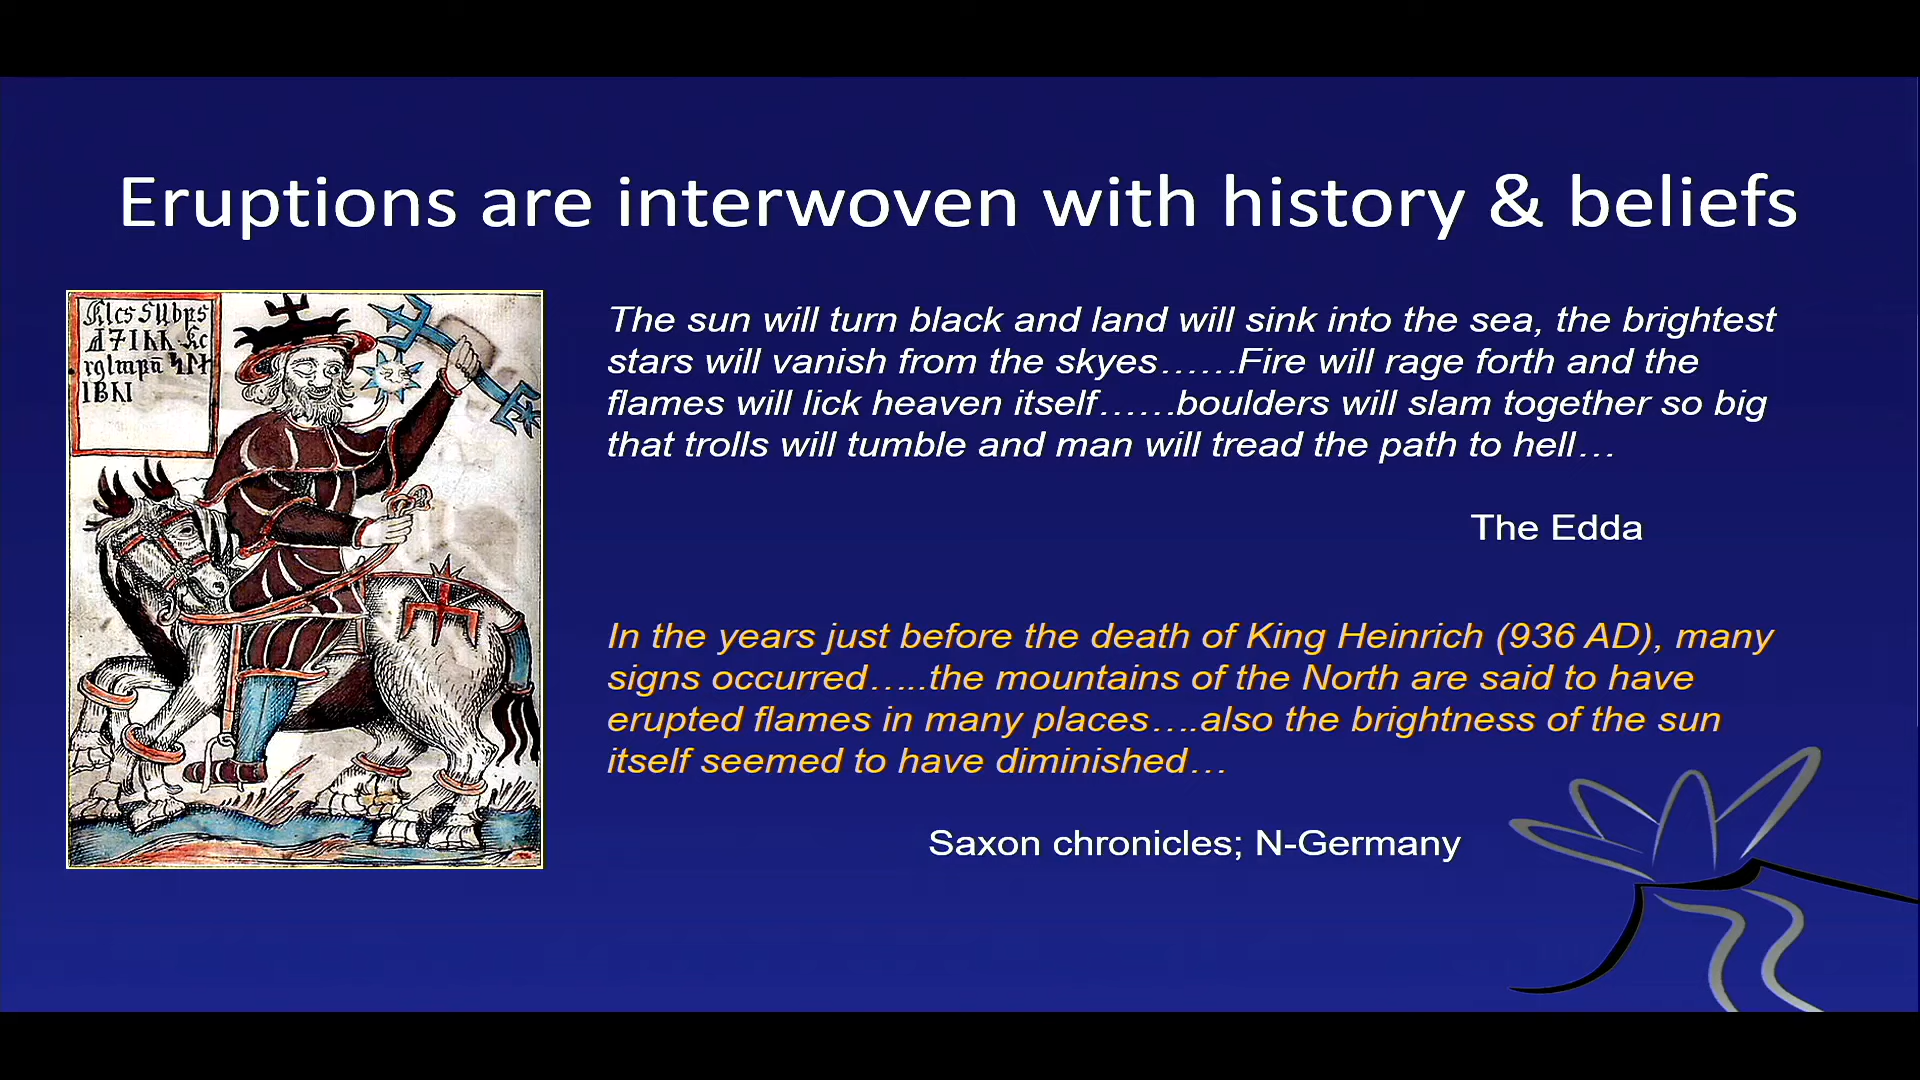 Eruptions are interwoven with history & beliefs
The sun will turn black and land will sink into the sea, the brightest
stars will vanish from the skyes……Fire will rage forth and the
flames will lick heaven itself……boulders will slam together so big
that trolls will tumble and man will tread the path to hell…
The Edda
In the years just before the death of King Heinrich (936 AD), many
signs occurred…..the mountains of the North are said to have
erupted flames in many places….also the brightness of the sun
itself seemed to have diminished…
Saxon chronicles; N-Germany